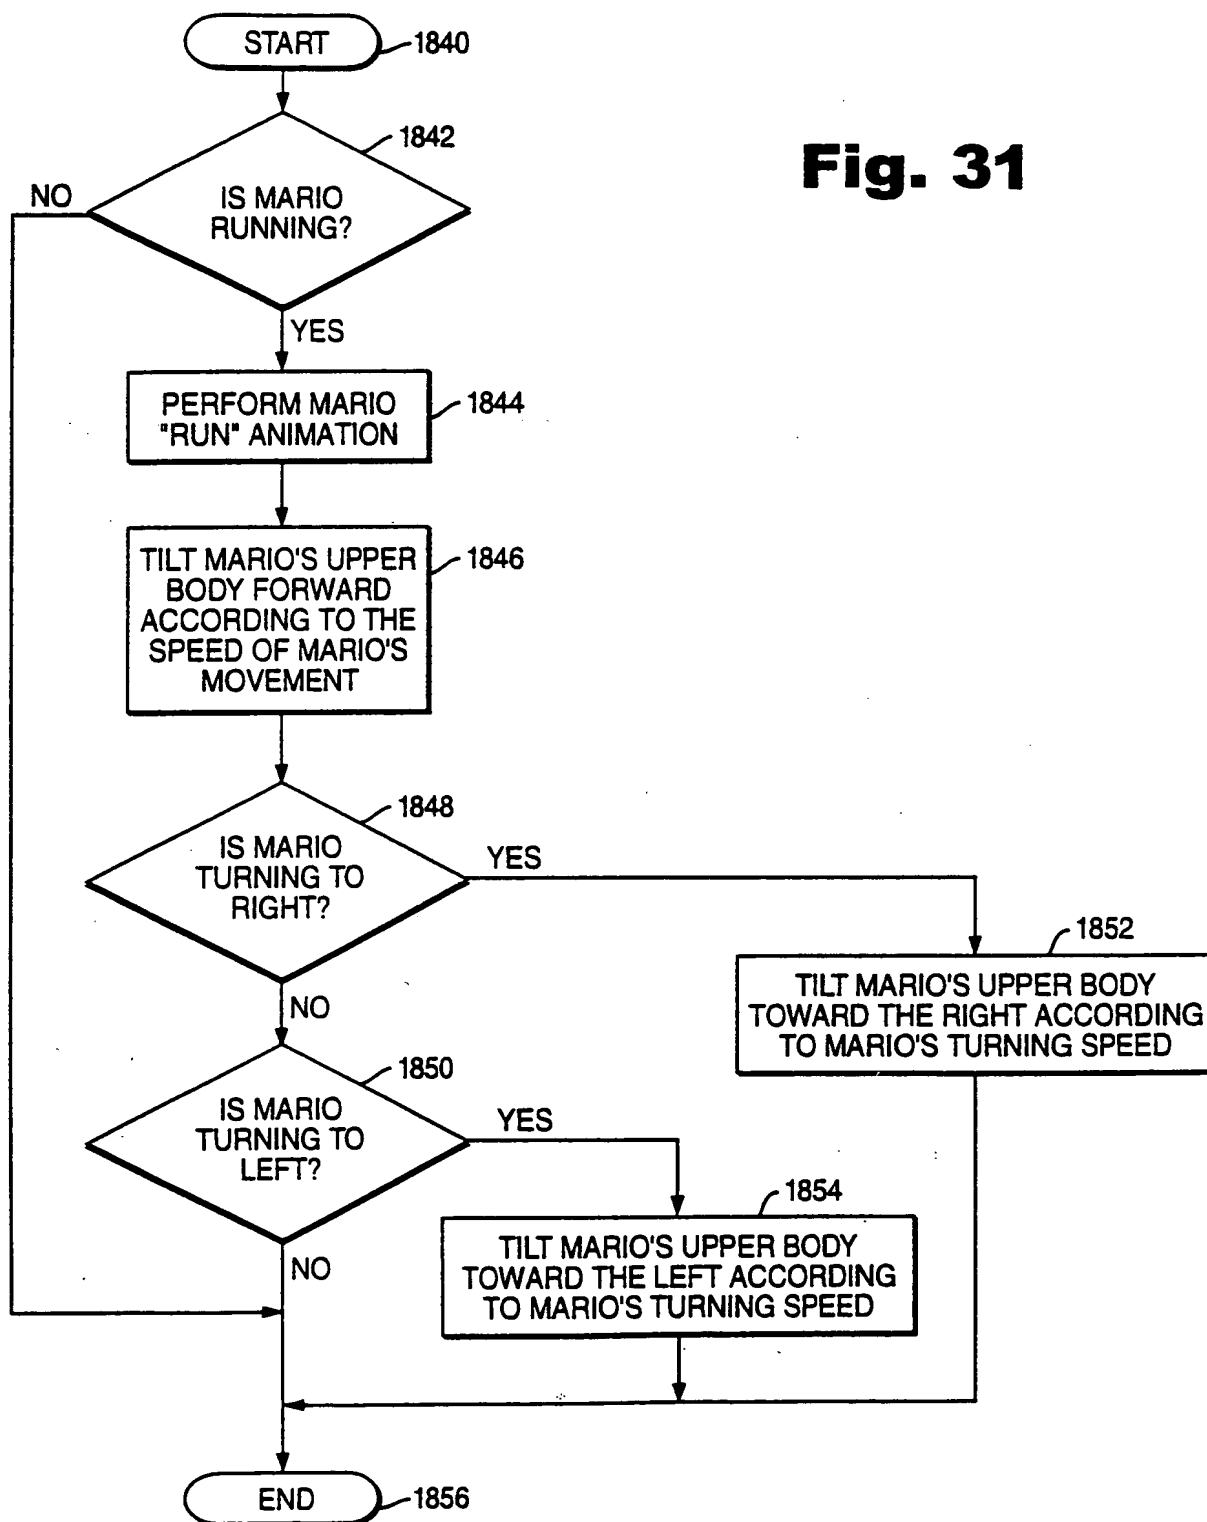 START
1840
Fig. 31
1842
NO
IS MARIO
RUNNING?
YES
PERFORM MARIO
"RUN" ANIMATION
1844
TILT MARIO'S UPPER
BODY FORWARD
ACCORDING TO THE
SPEED OF MARIO'S
MOVEMENT
1846
1848
IS MARIO
TURNING TO
RIGHT?
YES
1852
TILT MARIO'S UPPER BODY
TOWARD THE RIGHT ACCORDING
TO MARIO'S TURNING SPEED
NO
1850
IS MARIO
TURNING TO
LEFT?
YES
1854
TILT MARIO'S UPPER BODY
TOWARD THE LEFT ACCORDING
TO MARIO'S TURNING SPEED
NO
END
1856